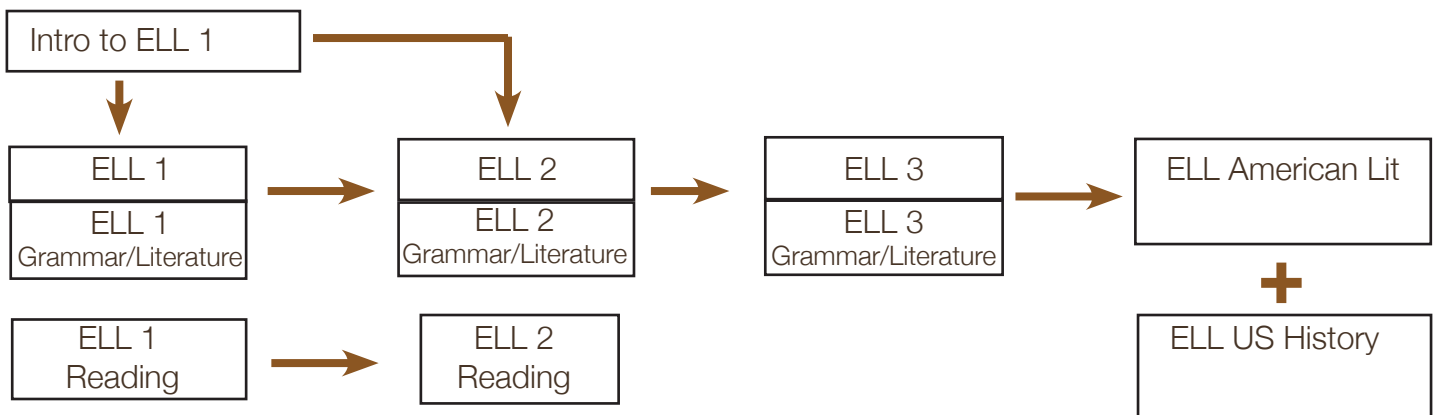 Intro to ELL 1
ELL 1
ELL 1
Grammar/Literature
ELL 2
ELL 2
Grammar/Literature
ELL 3
ELL 3
Grammar/Literature
ELL American Lit
+
ELL US History
ELL 1
Reading
ELL 2
Reading